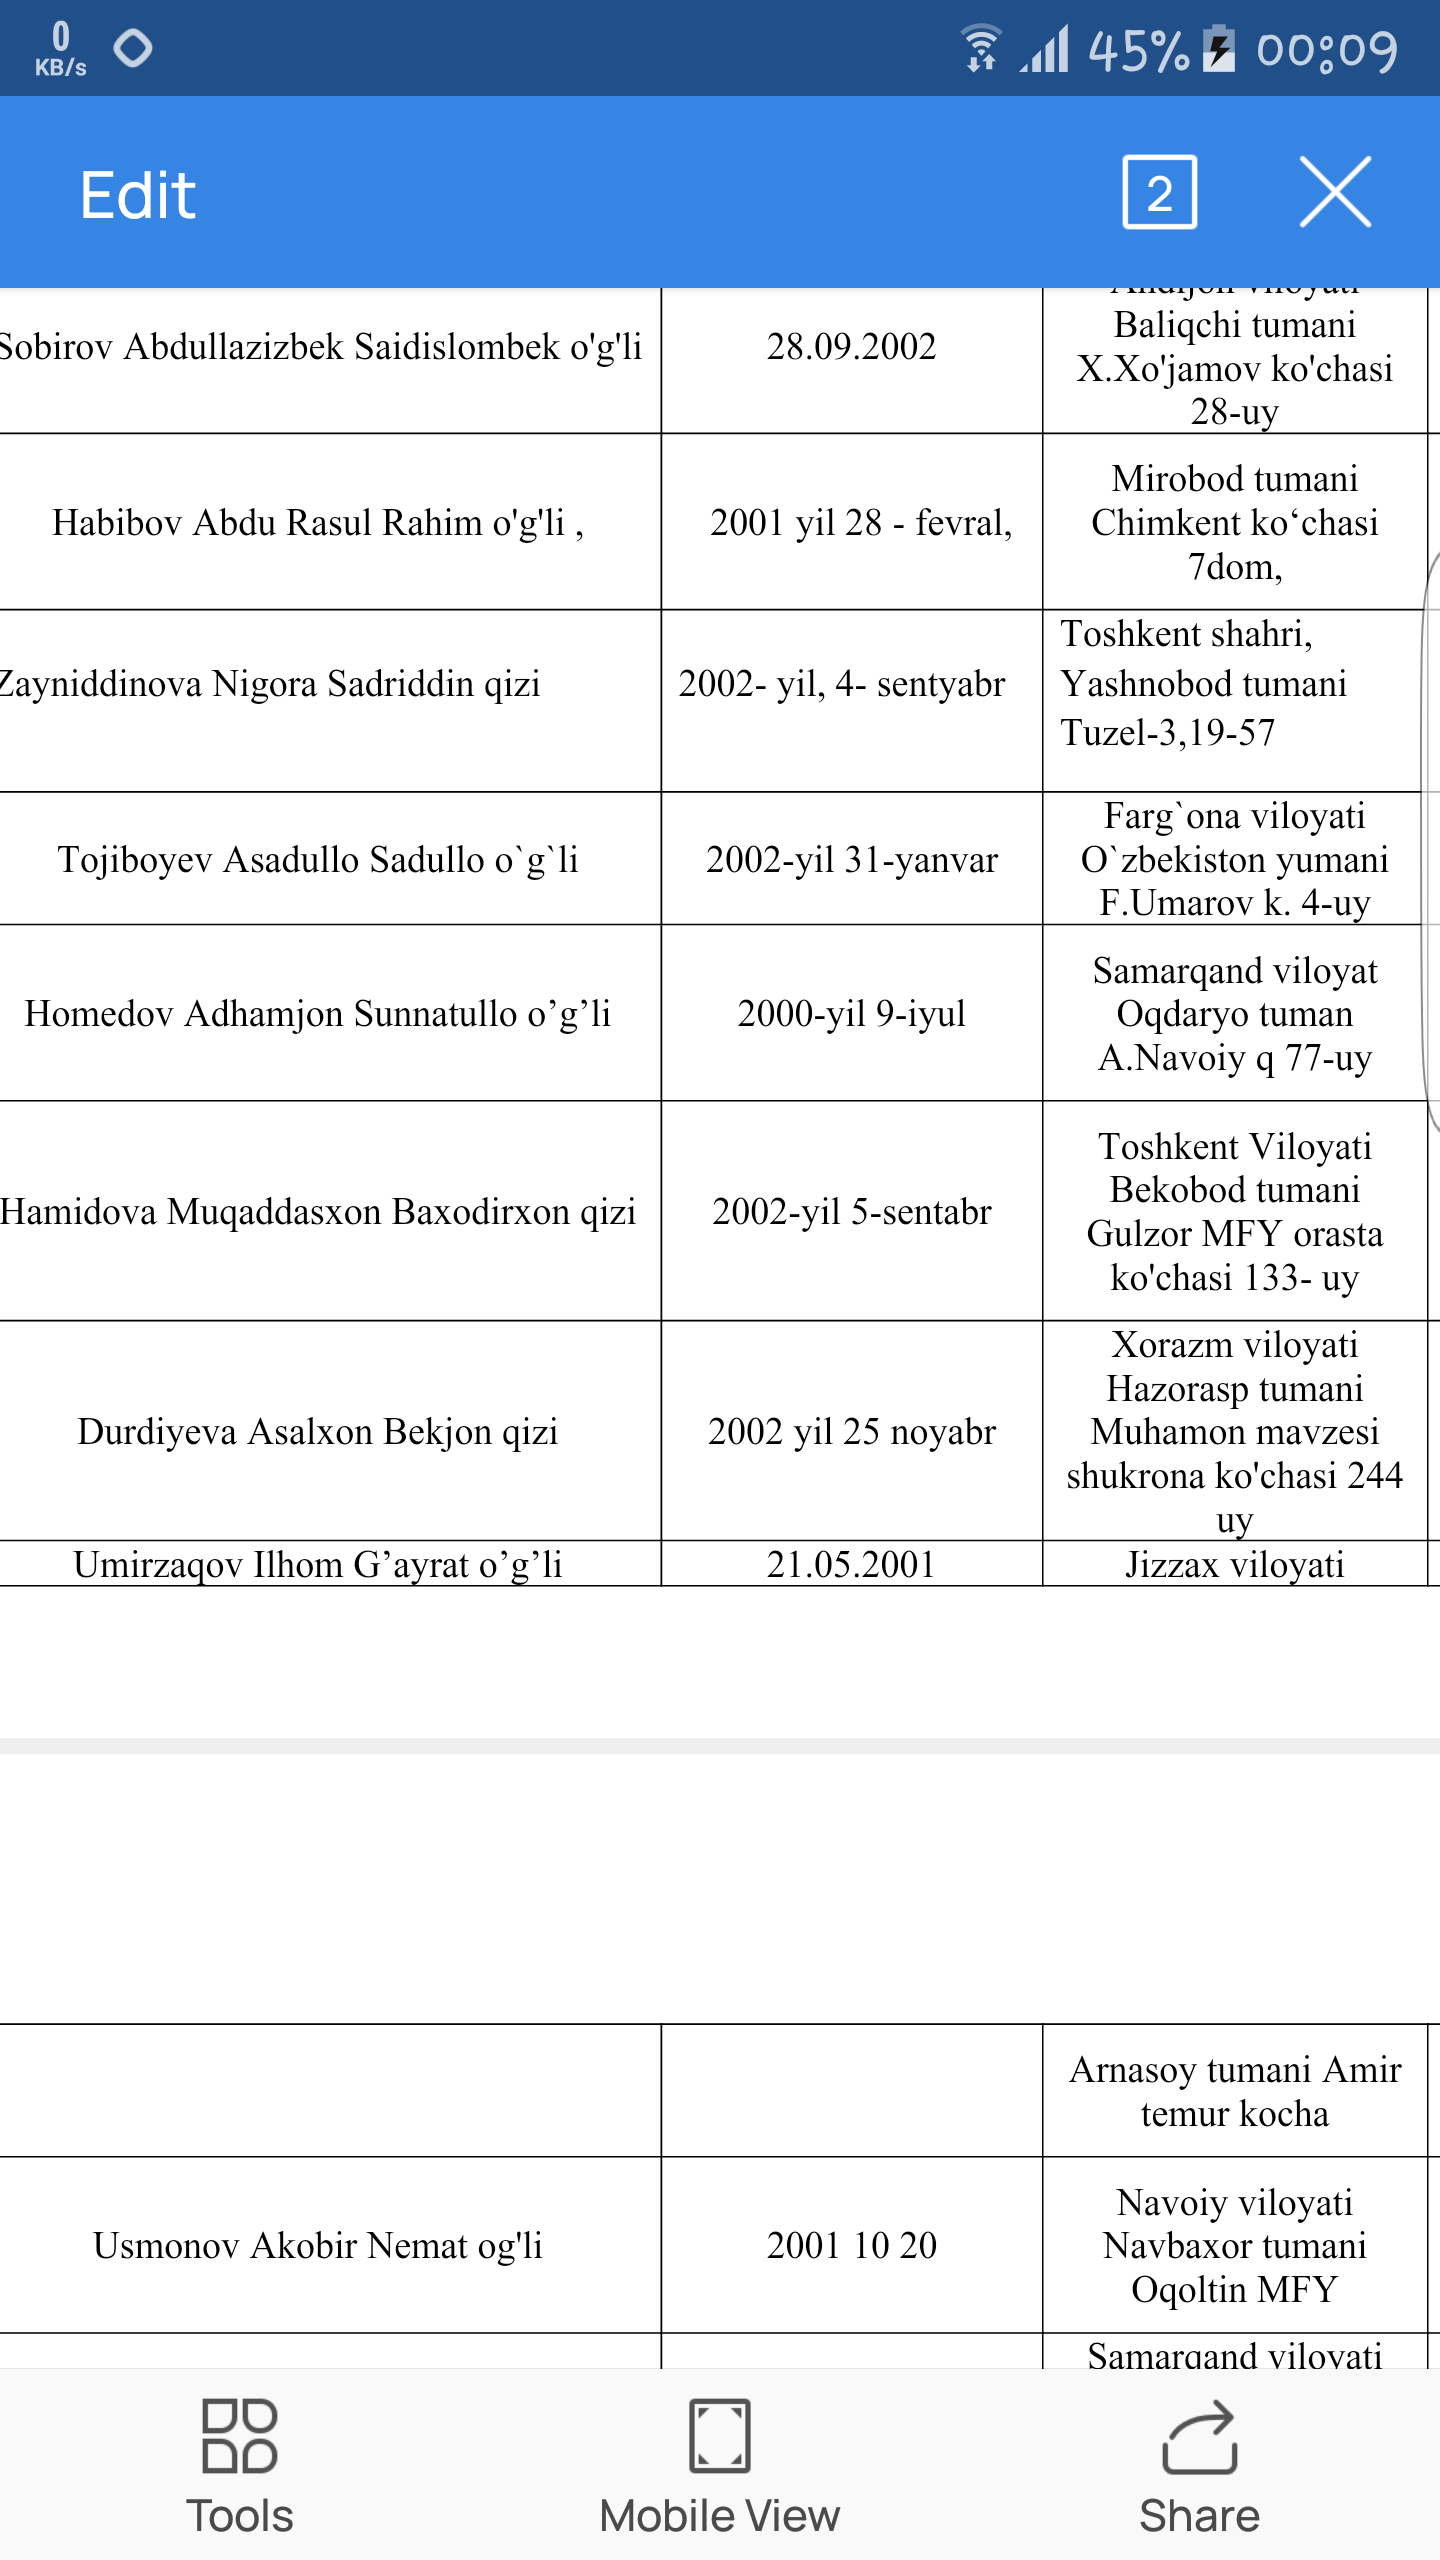 0
KB/s
45%
00:09
Edit
2
Andijon viloyati
Sobirov Abdullazizbek Saidislombek o'g'li
28.09.2002
Baliqchi tumani
X.Xo'jamov ko'chasi
28-uy
Habibov Abdu Rasul Rahim o'g'li ,
2001 yil 28 - fevral,
Mirobod tumani
Chimkent ko‘chasi
7dom,
Zayniddinova Nigora Sadriddin qizi
2002- yil, 4- sentyabr
Toshkent shahri,
Yashnobod tumani
Tuzel-3,19-57
Tojiboyev Asadullo Sadullo o`g`li
2002-yil 31-yanvar
Farg`ona viloyati
O`zbekiston yumani
F.Umarov k. 4-uy
Homedov Adhamjon Sunnatullo o’g’li
2000-yil 9-iyul
Samarqand viloyat
Oqdaryo tuman
A.Navoiy q 77-uy
Hamidova Muqaddasxon Baxodirxon qizi
2002-yil 5-sentabr
Toshkent Viloyati
Bekobod tumani
Gulzor MFY orasta
ko'chasi 133- uy
Durdiyeva Asalxon Bekjon qizi
2002 yil 25 noyabr
Xorazm viloyati
Hazorasp tumani
Muhamon mavzesi
shukrona ko'chasi 244
uy
Umirzaqov Ilhom G’ayrat o’g’li
21.05.2001
Jizzax viloyati
Arnasoy tumani Amir
temur kocha
Usmonov Akobir Nemat og'li
2001 10 20
Navoiy viloyati
Navbaxor tumani
Oqoltin MFY
Samarqand viloyati
Tools
Mobile View
Share